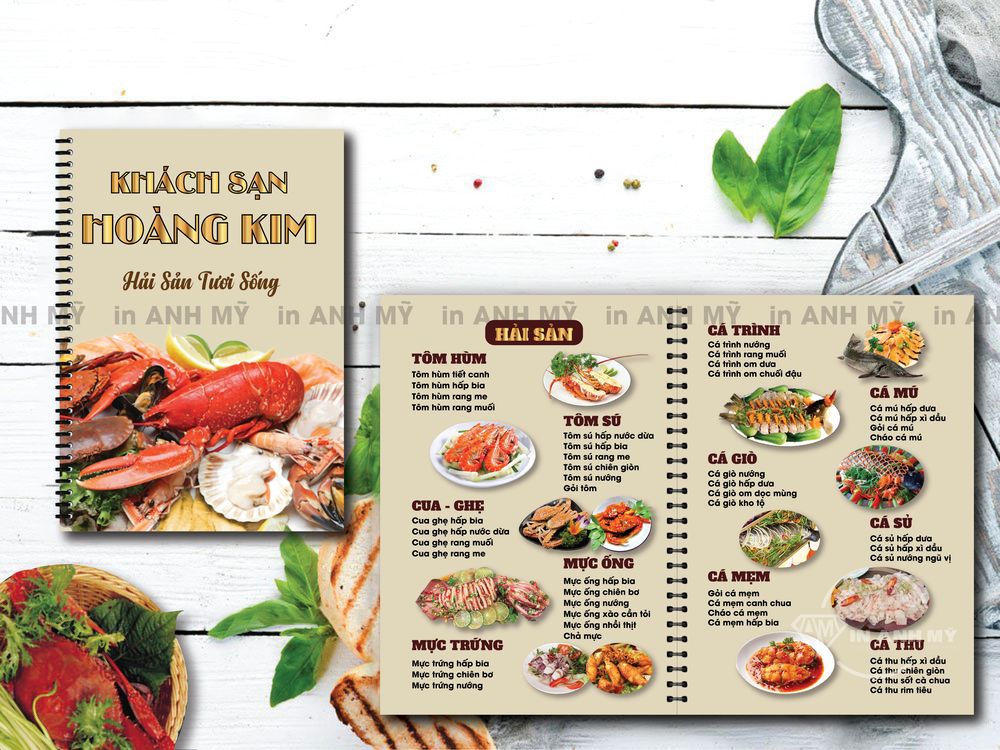 KHÁCH SẠN
HOÀNG KIM
Hải Sản Tươi Sống
NH MỸ in ANH MỸ in ANH MỸ in ANH MỸ in ANH MỸ in ANH MỸ in ANH
HẢI SẢN
TÔM HÙM
Tôm hùm tiết canh
Tôm hùm hấp bia
Tôm hùm rang me
Tôm hùm rang muối
TÔM SÚ
Tôm sú hấp nước dừa
Tôm sú hấp bia
Tôm sú rang me
Tôm sú chiên giòn
Tôm sú nướng
Gỏi tôm
CUA - GHẸ
Cua ghẹ hấp bia
Cua ghẹ hấp nước dừa
Cua ghẹ rang muối
Cua ghẹ rang me
MỰC ỐNG
Mực ống hấp bia
Mực ống chiên bơ
Mực ống nướng
Mực ống xào cần tỏi
Mực ống nhồi thịt
Chả mực
MỰC TRỨNG
Mực trứng hấp bia
Mực trứng chiên bơ
Mực trứng nướng
CÁ TRÌNH
Cá trình nướng
Cá trình rang muối
Cá trình om dưa
Cá trình om chuối đậu
CÁ MÚ
Cá mú hấp dưa
Cá mú hấp xì dầu
Gỏi cá mú
Cháo cá mú
CÁ GIÒ
Cá giò nướng
Cá giò hấp dưa
Cá giò om dọc mùng
Cá giò kho tộ
CÁ SỦ
Cá sủ hấp dưa
Cá sủ hấp xì dầu
Cá sủ nướng ngũ vị
CÁ MẸM
Gỏi cá mẹm
Cá mẹm canh chua
Cháo cá mẹm
Cá mẹm hấp bia
AM
IN ANH MỸ
CÁ THU
Cá thu hếp xì dầu
Cá thu chiên giòn
Cá thu sốt cà chua
Cá thu rim tiêu